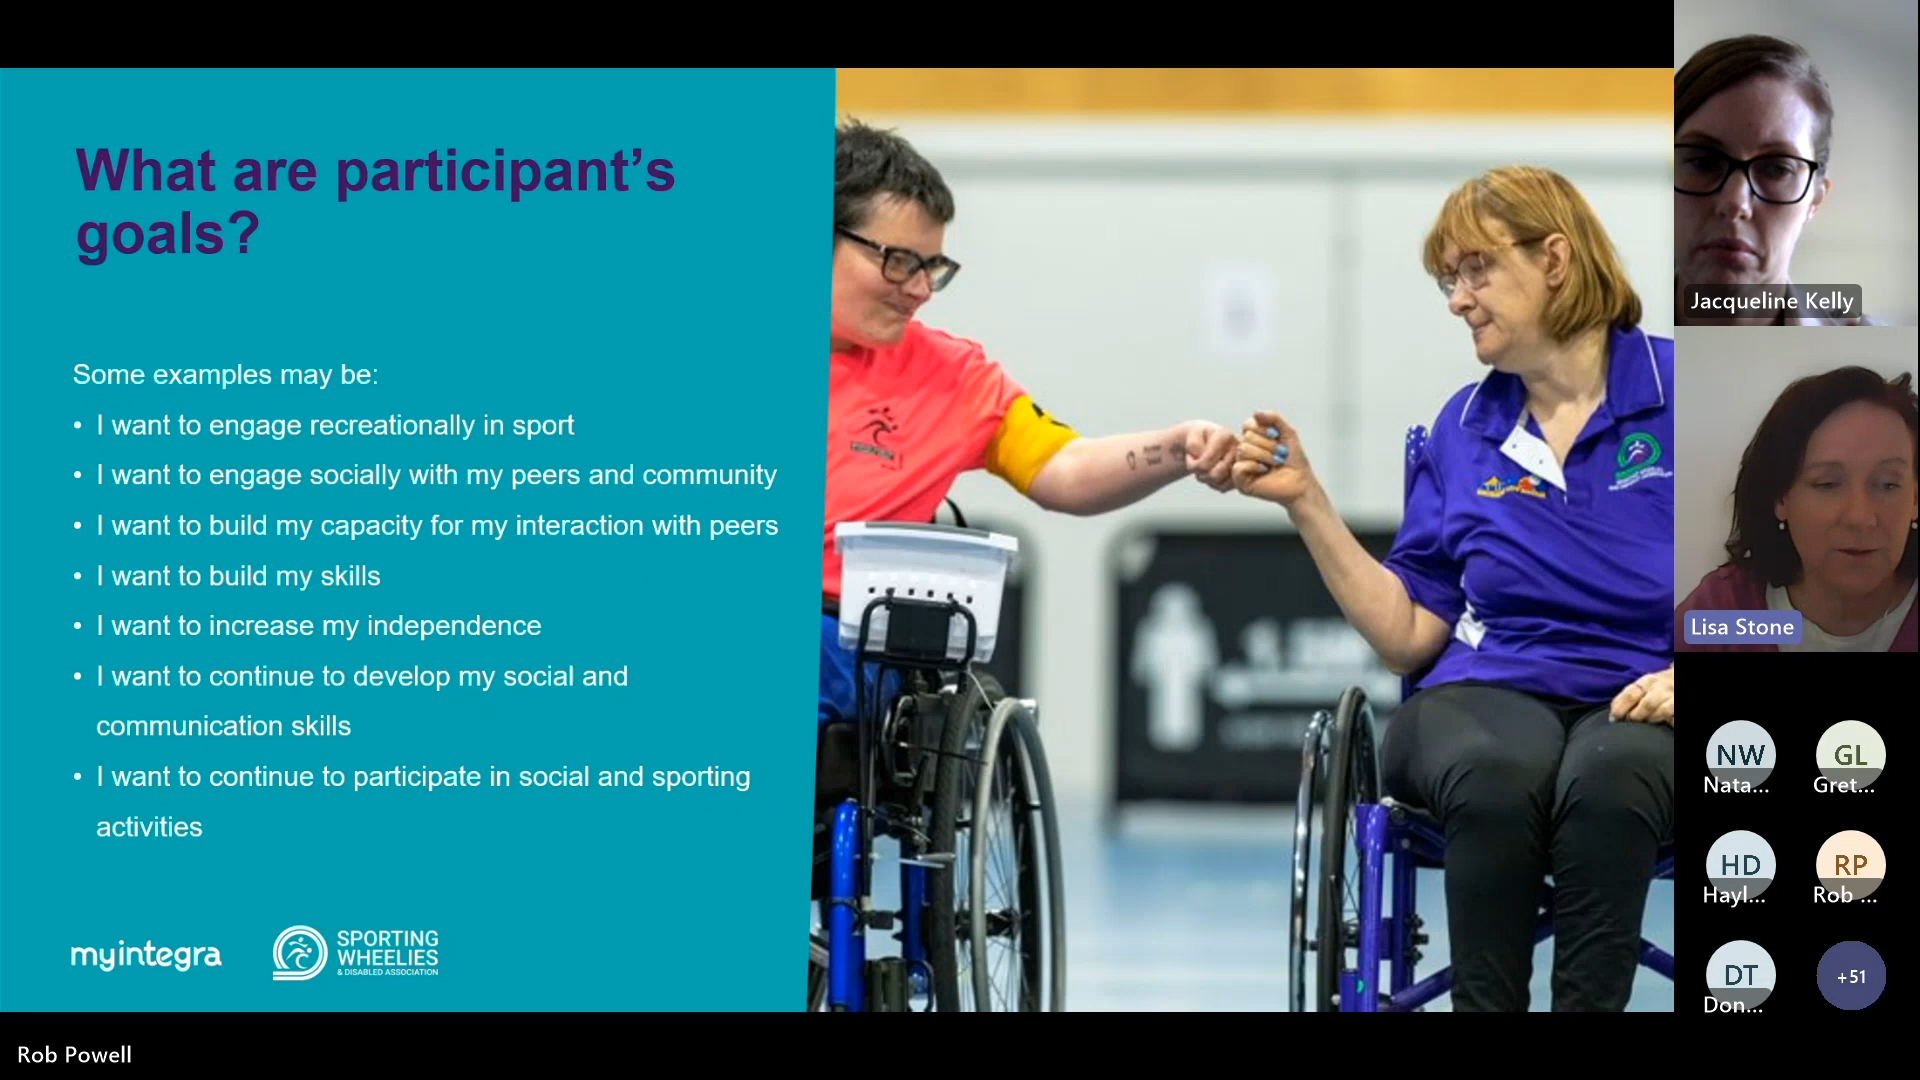 What are participant’s
goals?
Some examples may be:
• I want to engage recreationally in sport
• I want to engage socially with my peers and community
• I want to build my capacity for my interaction with peers
• I want to build my skills
• I want to increase my independence
• I want to continue to develop my social and
communication skills
• I want to continue to participate in social and sporting
activities
myintegra
SPORTING
WHEELIES
& DISABLED ASSOCIATION
Jacqueline Kelly
Lisa Stone
NW
Nata...
GL
Gret...
HD
Hayl...
RP
Rob ...
DT
Don...
+51
Rob Powell